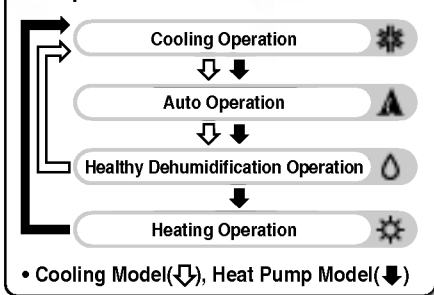 Cooling Operation
Auto Operation
Healthy Dehumidification Operation
Heating Operation
• Cooling Model(⇩), Heat Pump Model(⬇)